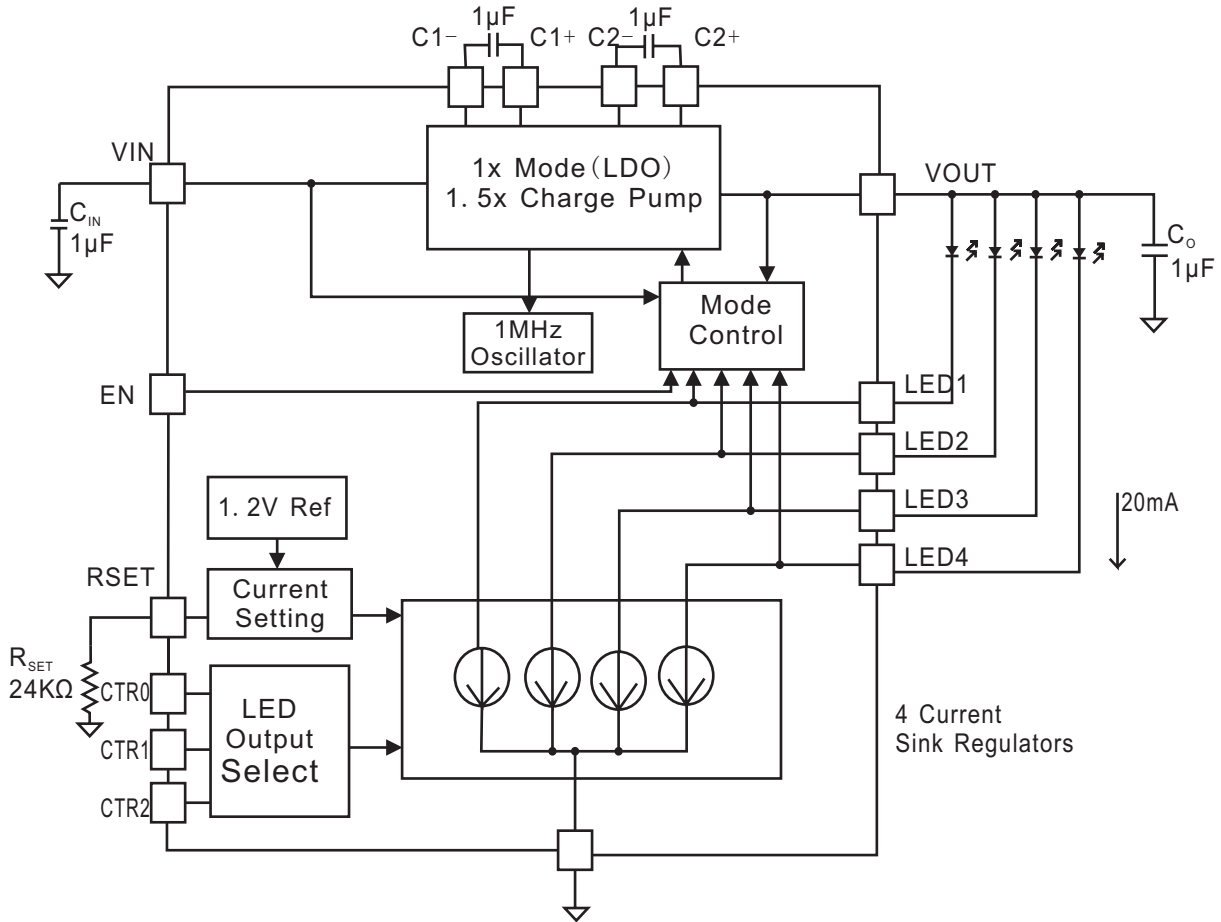 1μF
1μF
C1-
C1+
C2-
C2+
VIN
1x Mode(LDO)
1.5x Charge Pump
VOUT
CIN
1μF
CO
1μF
Mode
Control
1MHz
Oscillator
EN
LED1
LED2
1.2V Ref
LED3
20mA
LED4
RSET
Current
Setting
RSET
24KΩ
CTR0
LED
Output
Select
4 Current
Sink Regulators
CTR1
CTR2